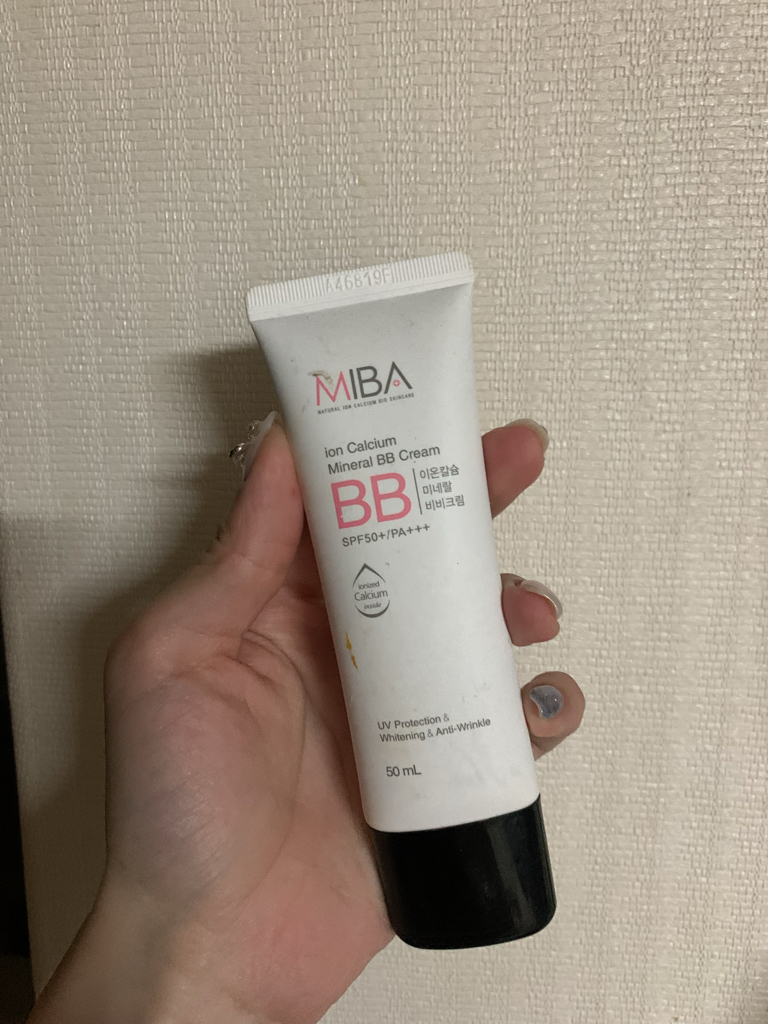 A46819F
MIBA
NATURAL ION CALCIUM BIO SKINCARE
ion Calcium
Mineral BB Cream
BB
이온칼슘
미네랄
비비크림
SPF50+/PA+++
ionized
Calcium
inside
UV Protection &
Whitening & Anti-Wrinkle
50 mL